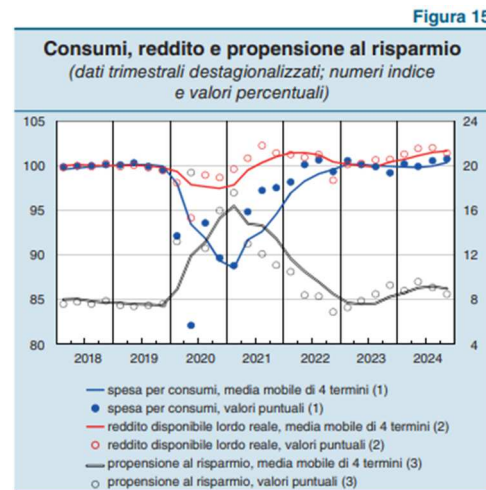 Figura 15
Consumi, reddito e propensione al risparmio
(dati trimestrali destagionalizzati; numeri indice
e valori percentuali)
105 24
100 20
95 16
90 12
85 8
80 4
2018 2019 2020 2021 2022 2023 2024
spesa per consumi, media mobile di 4 termini (1)
spesa per consumi, valori puntuali (1)
reddito disponibile lordo reale, media mobile di 4 termini (2)
reddito disponibile lordo reale, valori puntuali (2)
propensione al risparmio, media mobile di 4 termini (3)
propensione al risparmio, valori puntuali (3)